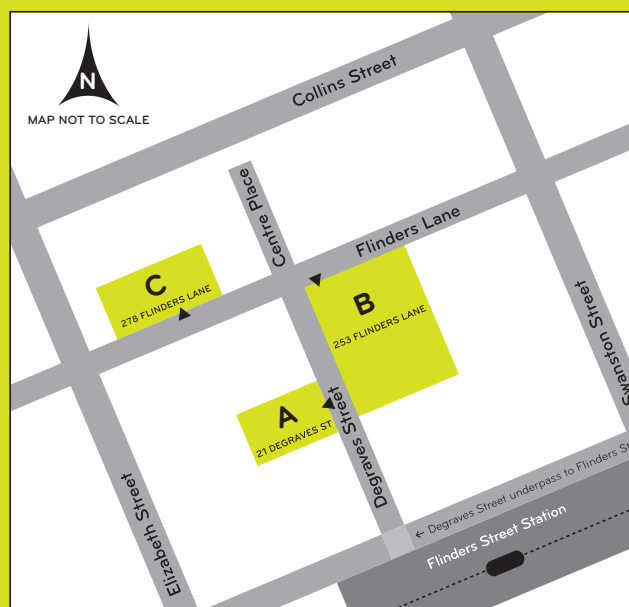 N
MAP NOT TO SCALE
Collins Street
Centre Place
Flinders Lane
C
278 FLINDERS LANE
B
253 FLINDERS LANE
Swanston Street
A
21 DEGRAVES ST
Degraves Street
Elizabeth Street
← Degraves Street underpass to Flinders St
Flinders Street Station